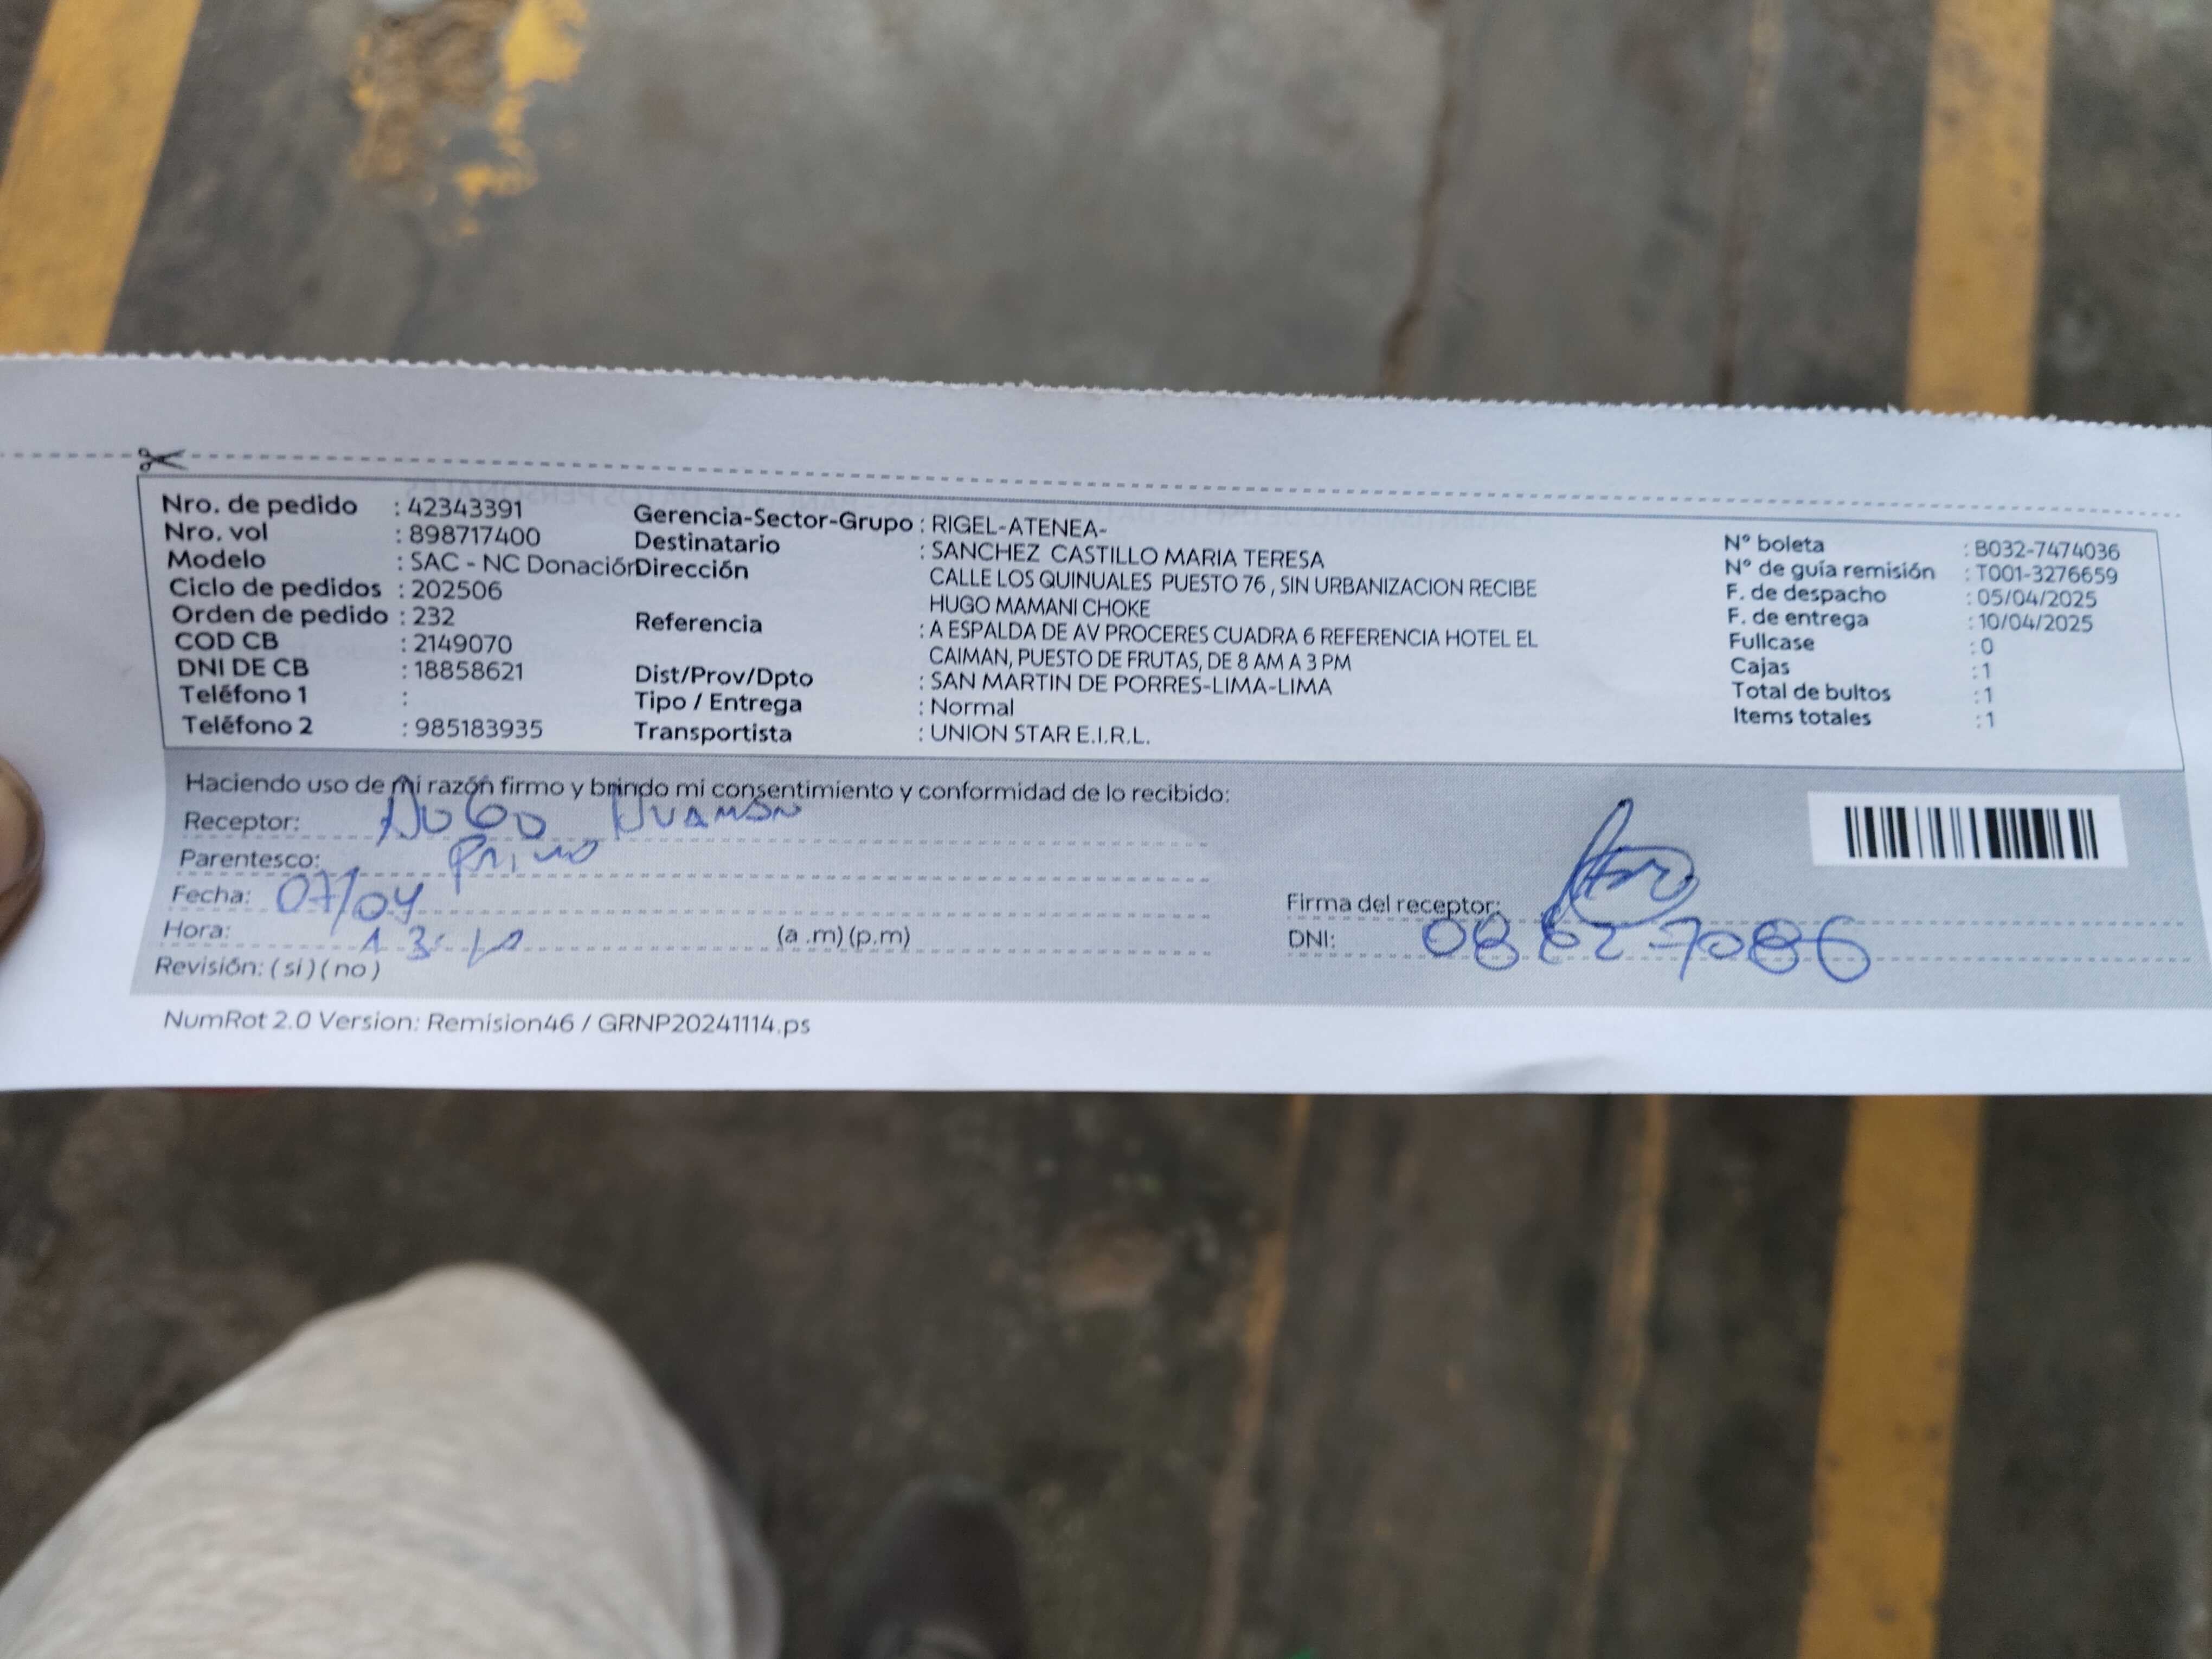 Nro. de pedido : 42343391
Nro. vol : 898717400
Modelo : SAC - NC Donación
Ciclo de pedidos : 202506
Orden de pedido : 232
COD CB : 2149070
DNI DE CB : 18858621
Teléfono 1 :
Teléfono 2 : 985183935
Gerencia-Sector-Grupo : RIGEL-ATENEA-
Destinatario : SANCHEZ CASTILLO MARIA TERESA
Dirección CALLE LOS QUINUALES PUESTO 76 , SIN URBANIZACION RECIBE
HUGO MAMANI CHOKE
Referencia : A ESPALDA DE AV PROCERES CUADRA 6 REFERENCIA HOTEL EL
CAIMAN, PUESTO DE FRUTAS, DE 8 AM A 3 PM
Dist/Prov/Dpto : SAN MARTIN DE PORRES-LIMA-LIMA
Tipo / Entrega : Normal
Transportista : UNION STAR E.I.R.L.
N° boleta : B032-7474036
N° de guía remisión : T001-3276659
F. de despacho : 05/04/2025
F. de entrega : 10/04/2025
Fullcase : 0
Cajas : 1
Total de bultos : 1
Items totales : 1
Haciendo uso de mi razón firmo y brindo mi consentimiento y conformidad de lo recibido:
Receptor:
Parentesco: Primo
Fecha: 07/04
Hora: 13:10 (a .m) (p.m)
Revisión: ( si ) ( no )
Firma del receptor:
DNI:
NumRot 2.0 Version: Remision46 / GRNP20241114.ps